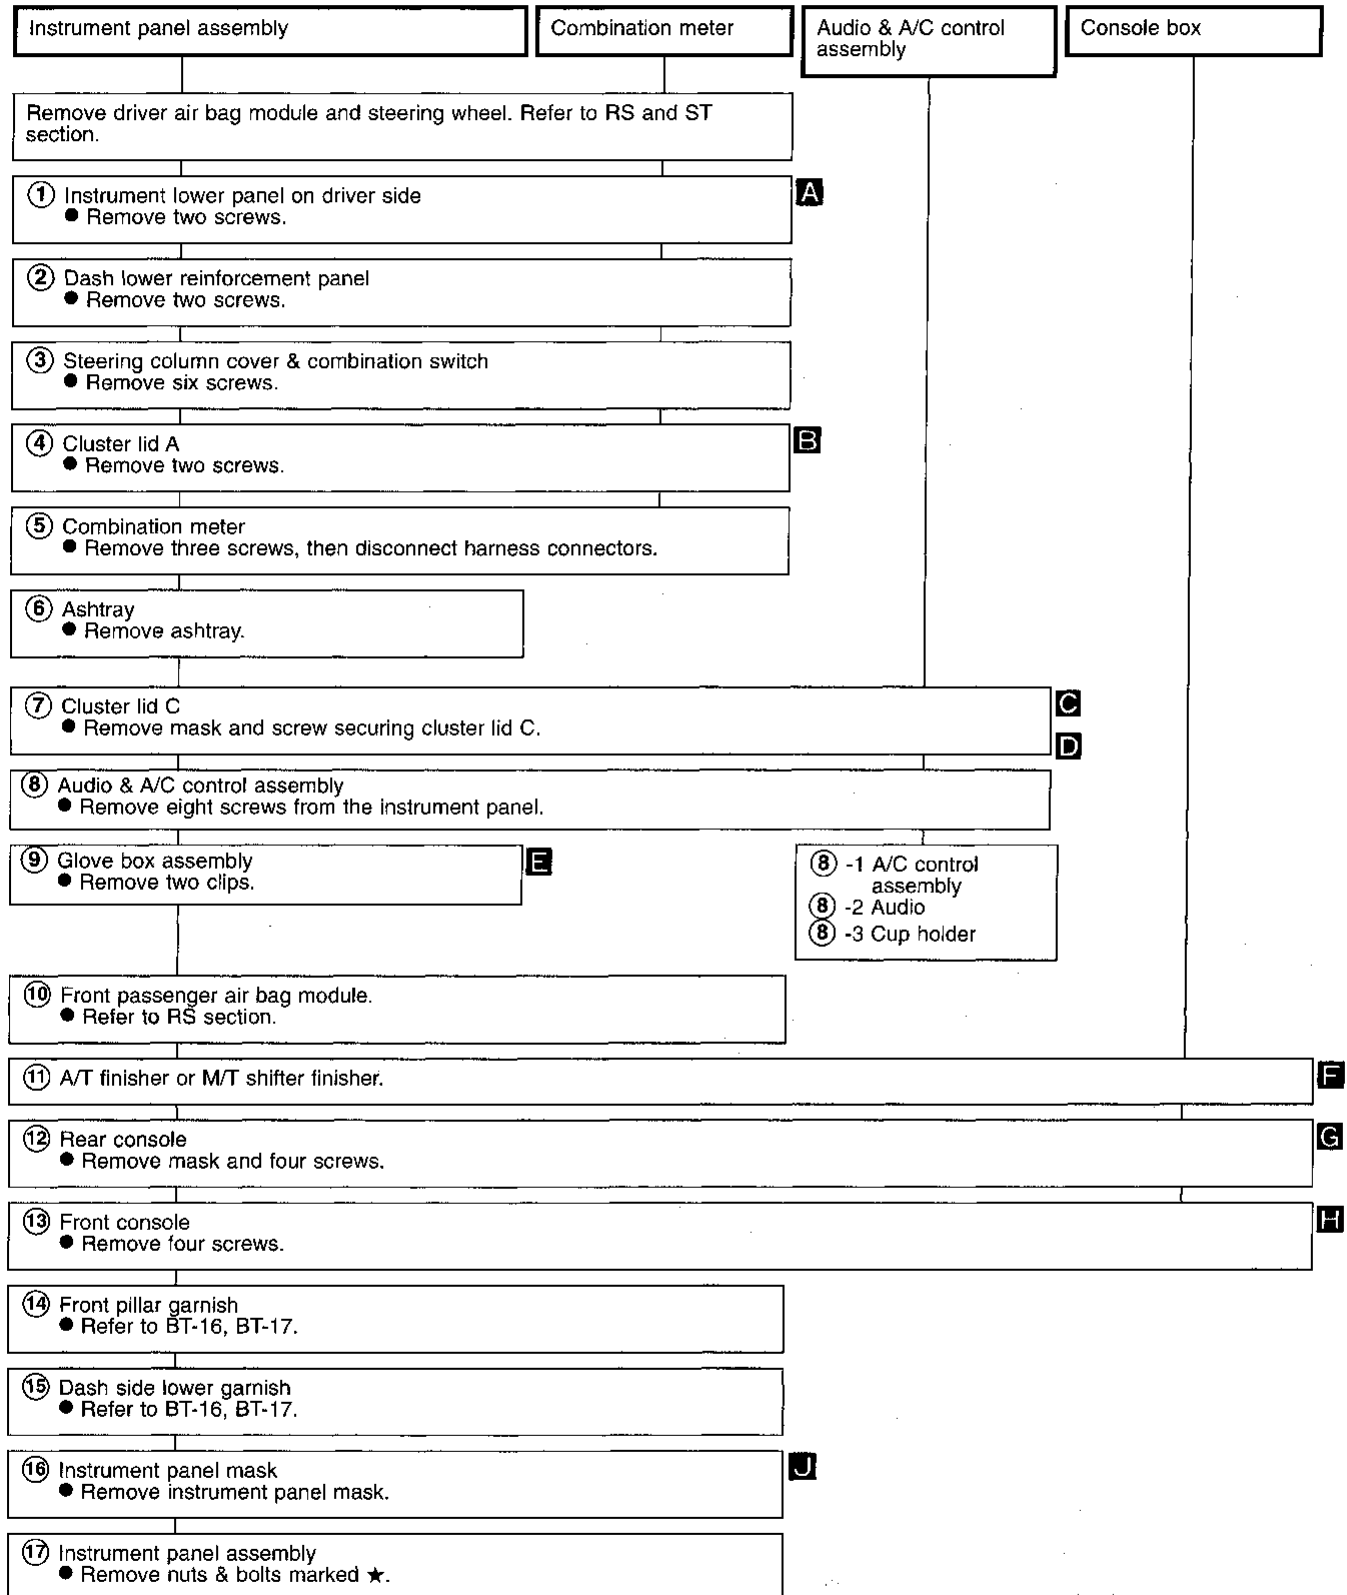 Instrument panel assembly
Combination meter
Audio & A/C control
assembly
Console box
Remove driver air bag module and steering wheel. Refer to RS and ST
section.
① Instrument lower panel on driver side
● Remove two screws.
A
② Dash lower reinforcement panel
● Remove two screws.
③ Steering column cover & combination switch
● Remove six screws.
④ Cluster lid A
● Remove two screws.
B
⑤ Combination meter
● Remove three screws, then disconnect harness connectors.
⑥ Ashtray
● Remove ashtray.
⑦ Cluster lid C
● Remove mask and screw securing cluster lid C.
C
D
⑧ Audio & A/C control assembly
● Remove eight screws from the instrument panel.
⑨ Glove box assembly
● Remove two clips.
E
⑧ -1 A/C control
assembly
⑧ -2 Audio
⑧ -3 Cup holder
⑩ Front passenger air bag module.
● Refer to RS section.
⑪ A/T finisher or M/T shifter finisher.
F
⑫ Rear console
● Remove mask and four screws.
G
⑬ Front console
● Remove four screws.
H
⑭ Front pillar garnish
● Refer to BT-16, BT-17.
⑮ Dash side lower garnish
● Refer to BT-16, BT-17.
⑯ Instrument panel mask
● Remove instrument panel mask.
J
⑰ Instrument panel assembly
● Remove nuts & bolts marked ★.